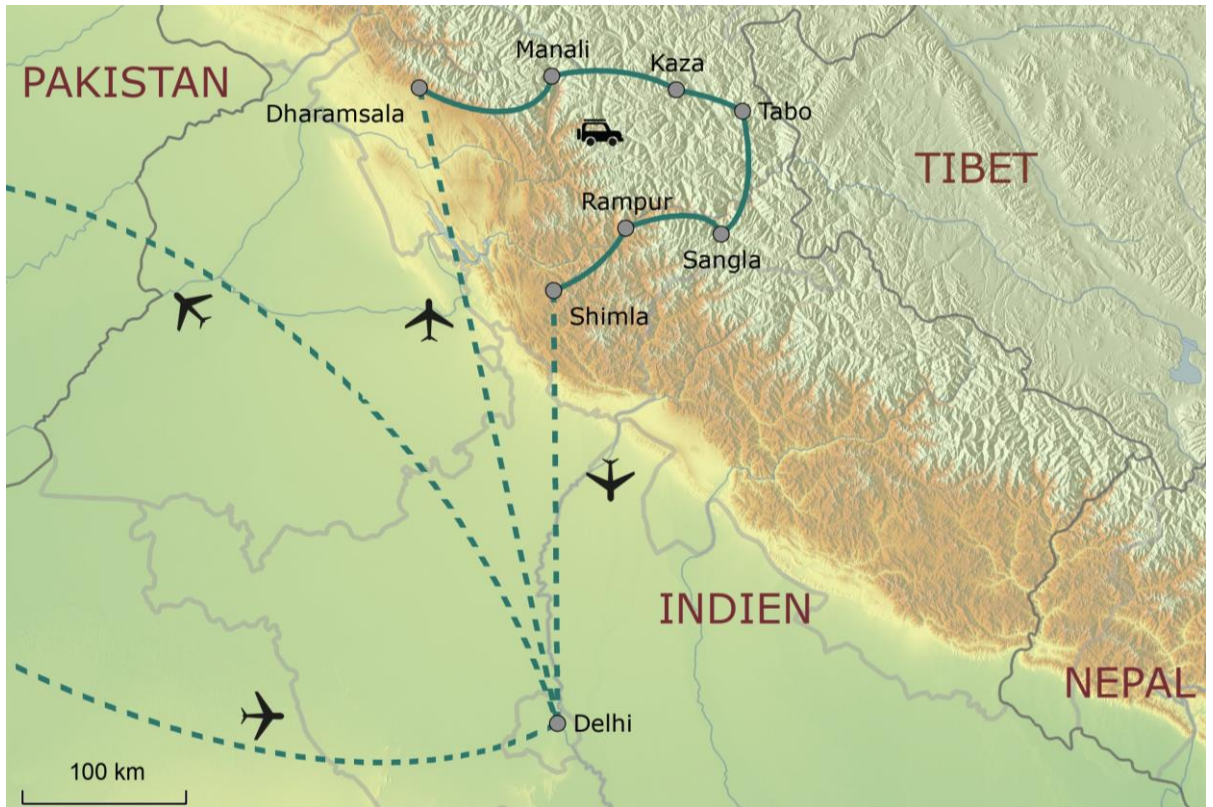 Manali
Kaza
PAKISTAN
Dharamsala
Tabo
TIBET
Rampur
Sangla
Shimla
INDIEN
NEPAL
Delhi
100 km